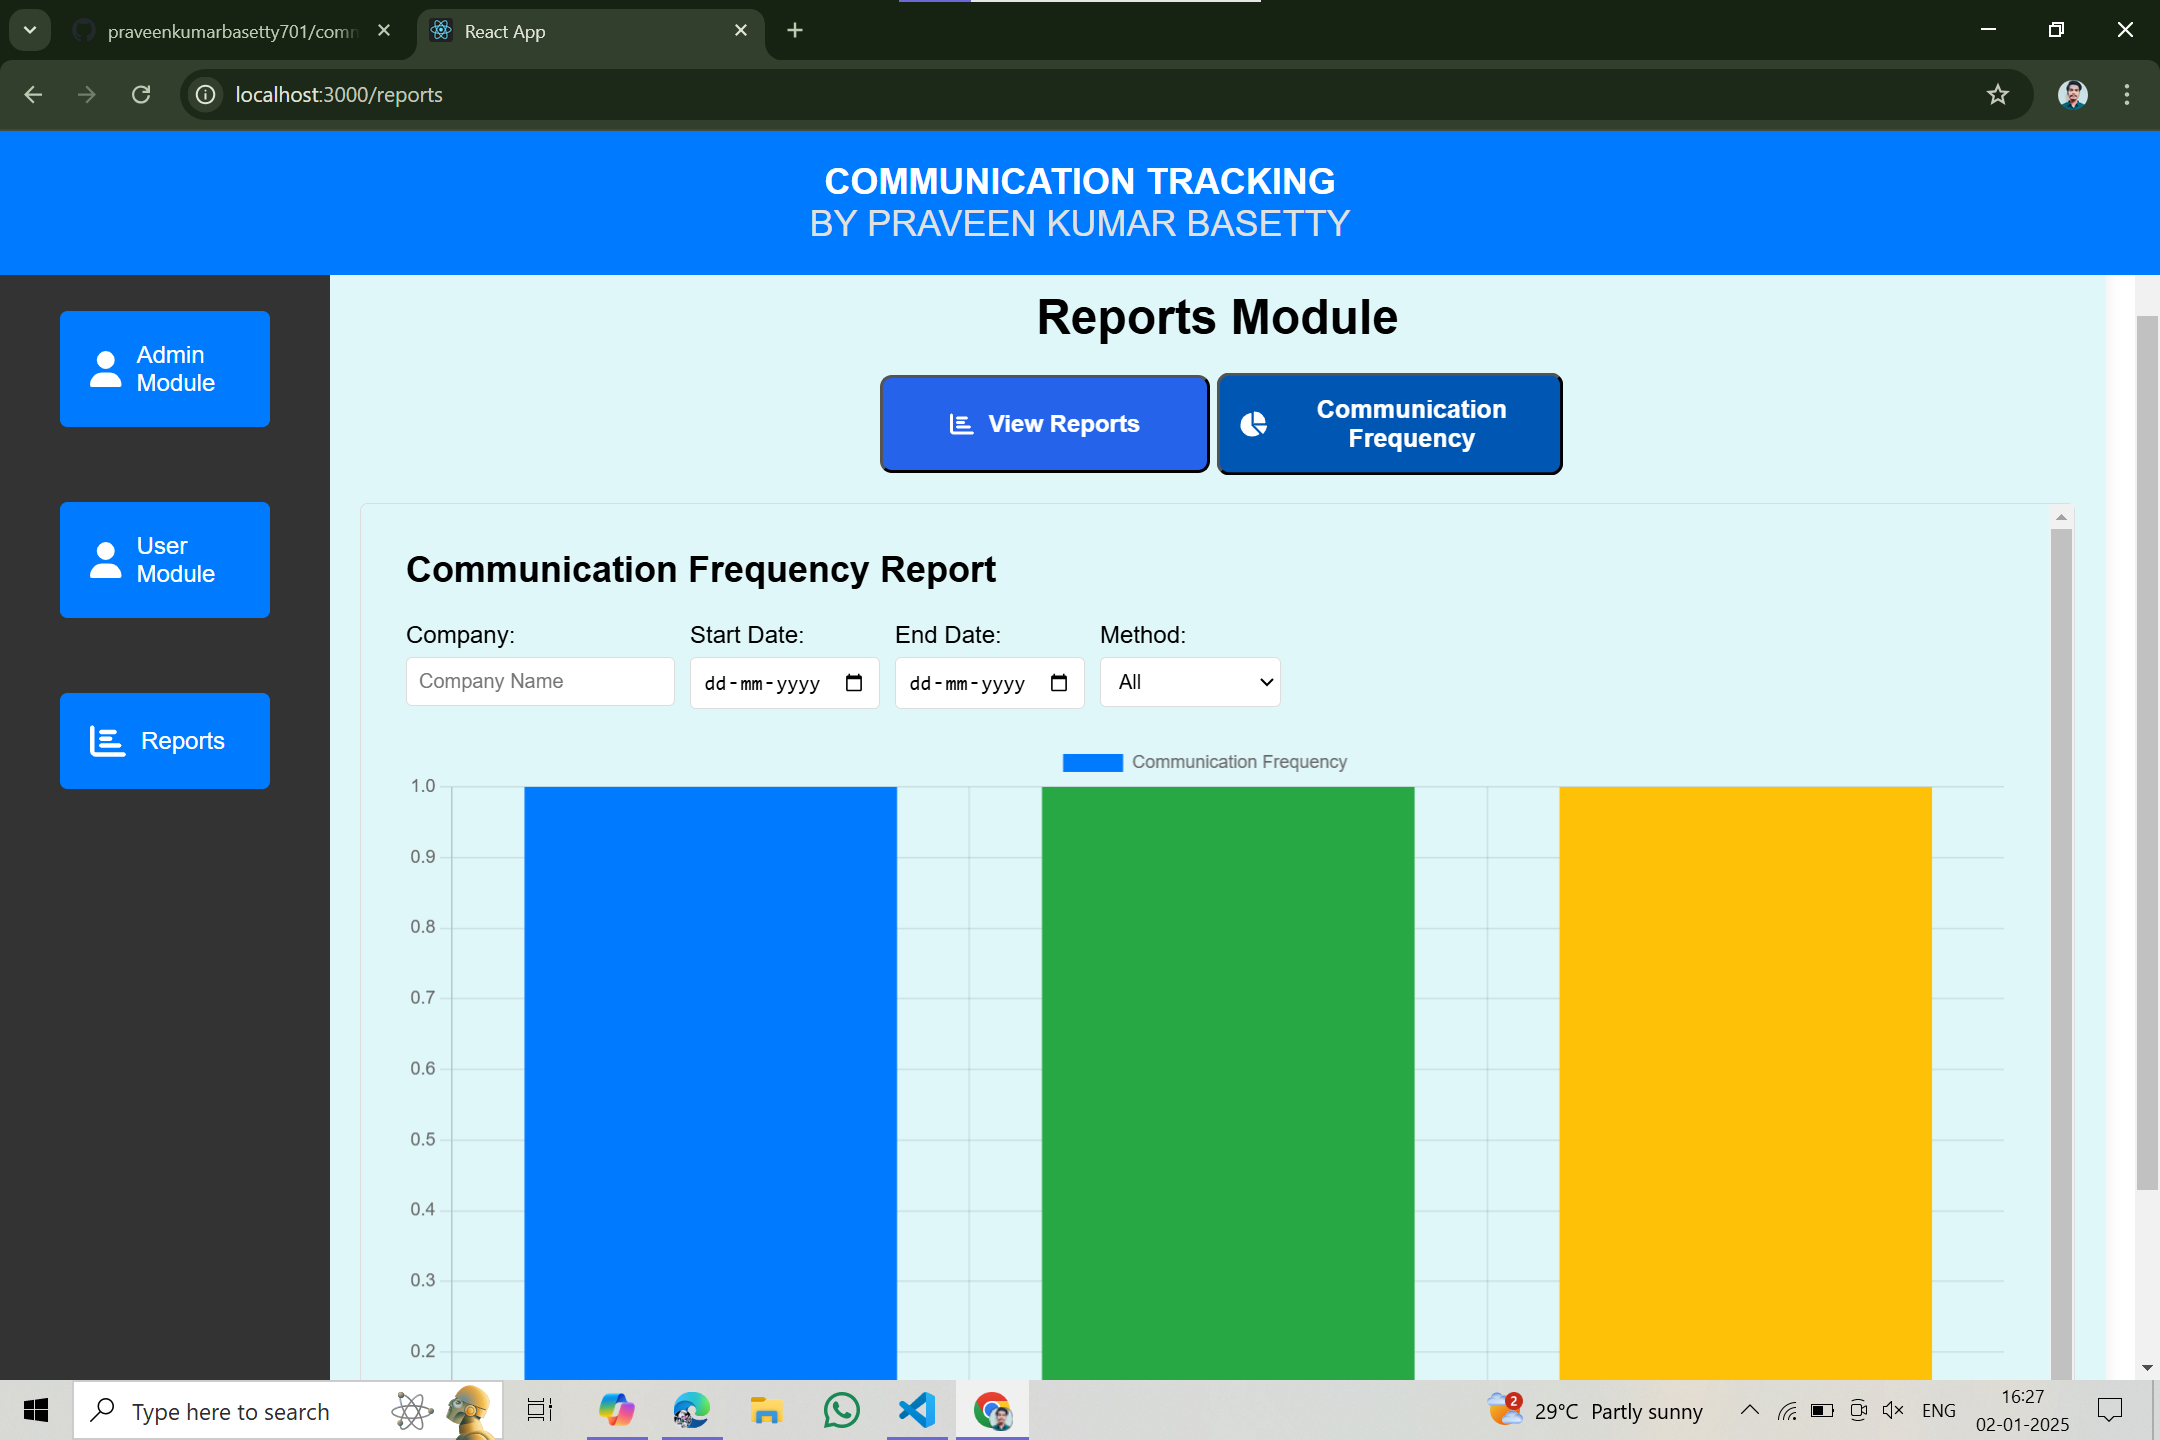 praveenkumarbasetty701/comm
React App
localhost:3000/reports
COMMUNICATION TRACKING
BY PRAVEEN KUMAR BASETTY
Admin
Module
User
Module
Reports
Reports Module
View Reports
Communication
Frequency
Communication Frequency Report
Company:
Start Date:
End Date:
Method:
Company Name
dd-mm-yyyy
dd-mm-yyyy
All
Communication Frequency
1.0
0.9
0.8
0.7
0.6
0.5
0.4
0.3
0.2
Type here to search
2
29°C Partly sunny
ENG
16:27
02-01-2025